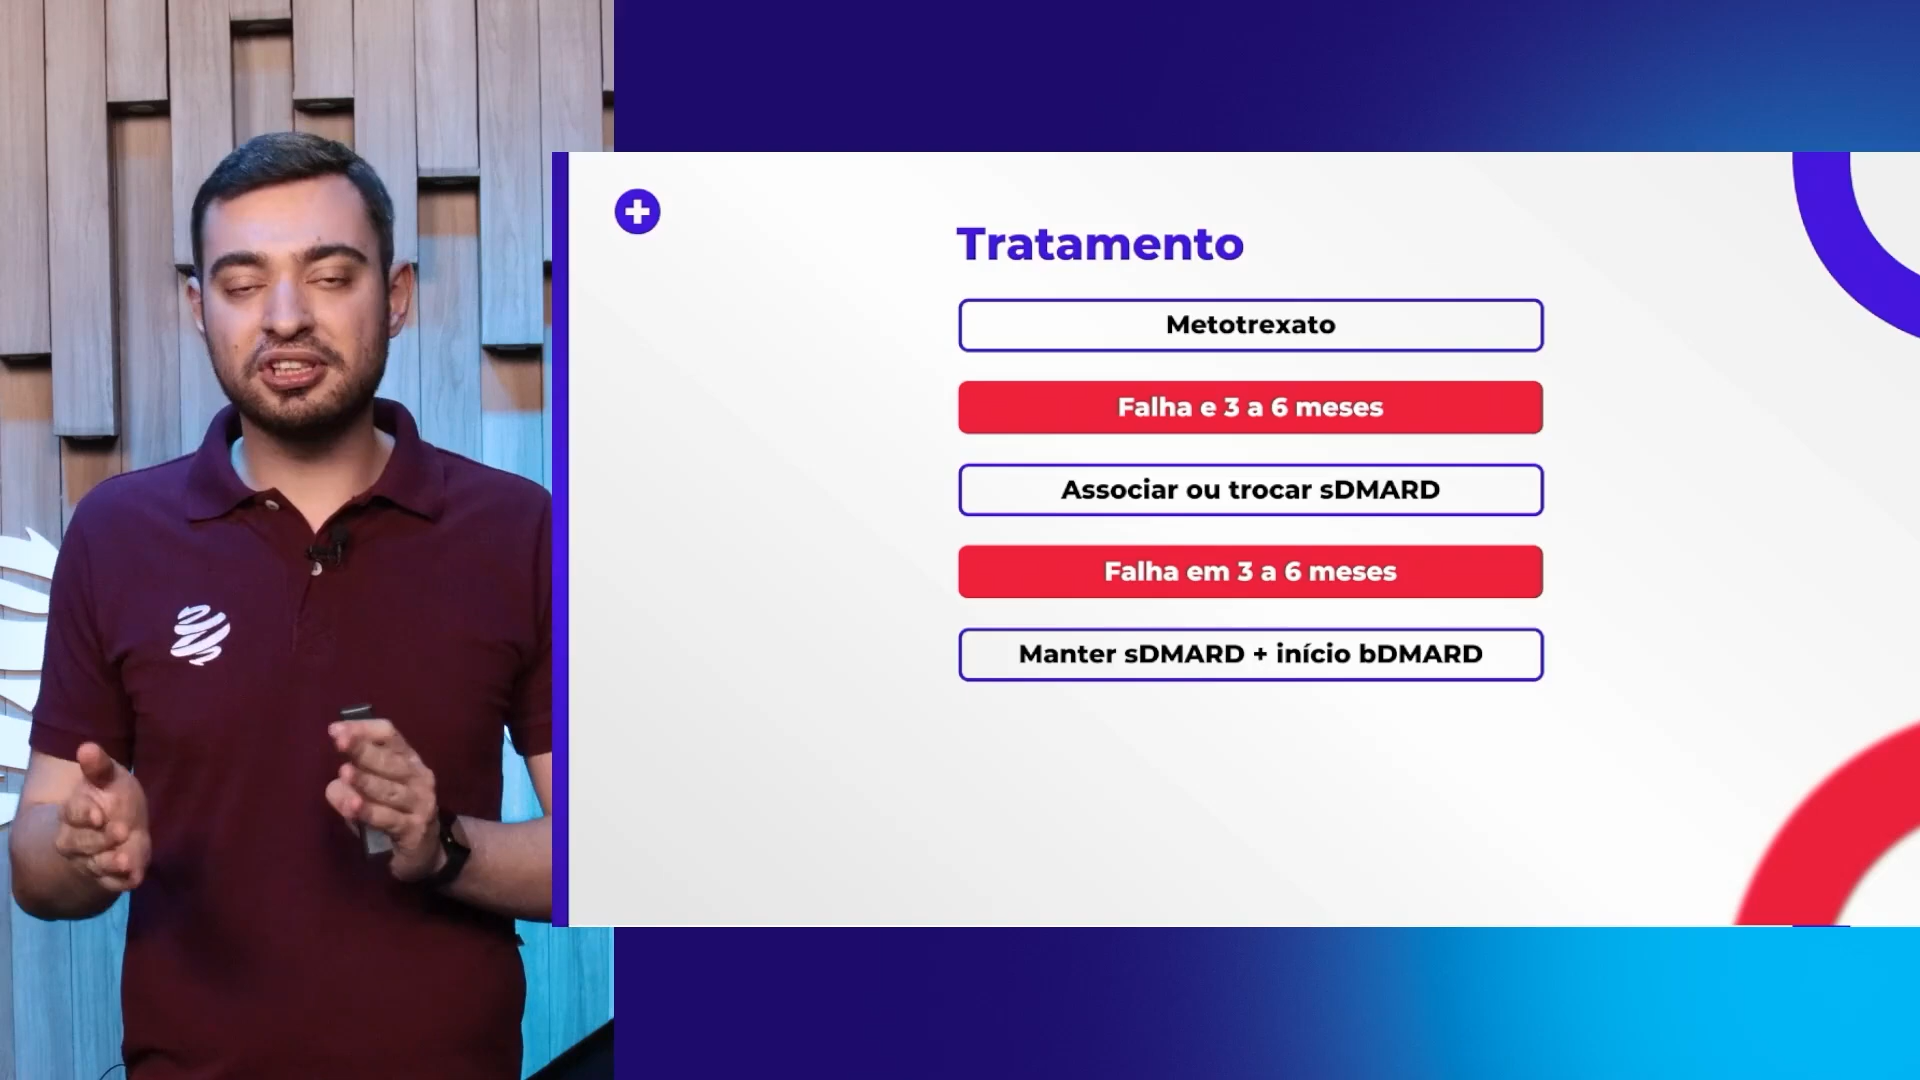 Tratamento
Metotrexato
Falha e 3 a 6 meses
Associar ou trocar sDMARD
Falha em 3 a 6 meses
Manter sDMARD + início bDMARD